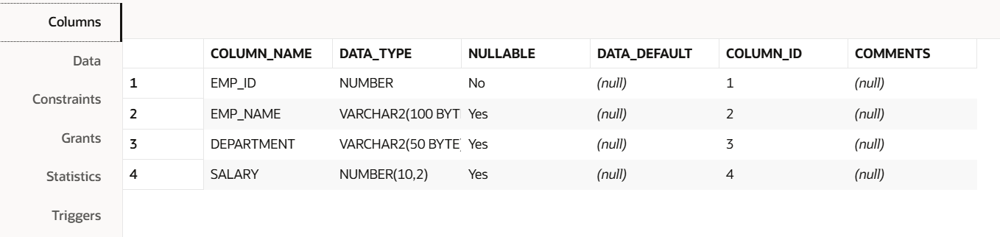 Columns
Data
Constraints
Grants
Statistics
Triggers
COLUMN_NAME DATA_TYPE NULLABLE DATA_DEFAULT COLUMN_ID COMMENTS
1 EMP_ID NUMBER No (null) 1 (null)
2 EMP_NAME VARCHAR2(100 BYT Yes (null) 2 (null)
3 DEPARTMENT VARCHAR2(50 BYTE) Yes (null) 3 (null)
4 SALARY NUMBER(10,2) Yes (null) 4 (null)